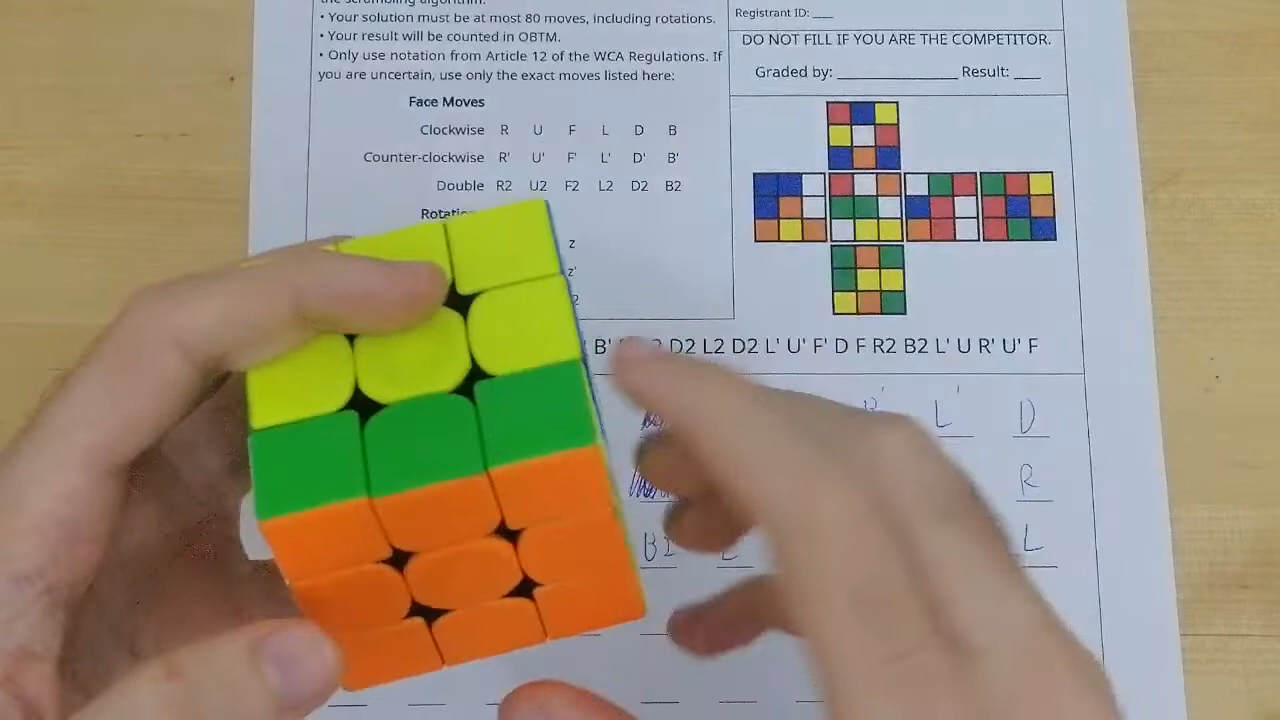 the scrambling algorithm.
• Your solution must be at most 80 moves, including rotations.
• Your result will be counted in OBTM.
• Only use notation from Article 12 of the WCA Regulations. If
you are uncertain, use only the exact moves listed here:
Face Moves
Clockwise R U F L D B
Counter-clockwise R' U' F' L' D' B'
Double R2 U2 F2 L2 D2 B2
z
z'
Registrant ID: ___
DO NOT FILL IF YOU ARE THE COMPETITOR.
Graded by: ______________ Result: ___
B' D2 L2 D2 L' U' F' D F R2 B2 L' U R' U' F
L' D
R
B2 L